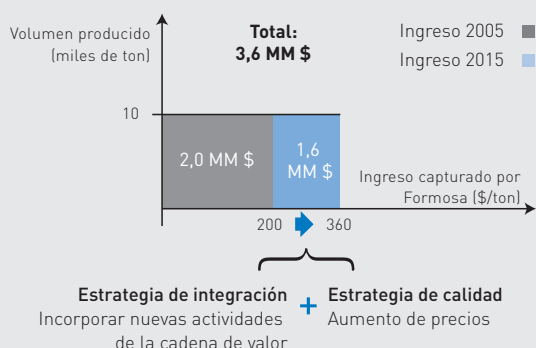 Volumen producido
(miles de ton)
Total:
3,6 MM $
Ingreso 2005
Ingreso 2015
10
2,0 MM $
1,6
MM $
Ingreso capturado por
Formosa ($/ton)
200
360
Estrategia de integración
Incorporar nuevas actividades
de la cadena de valor
+
Estrategia de calidad
Aumento de precios